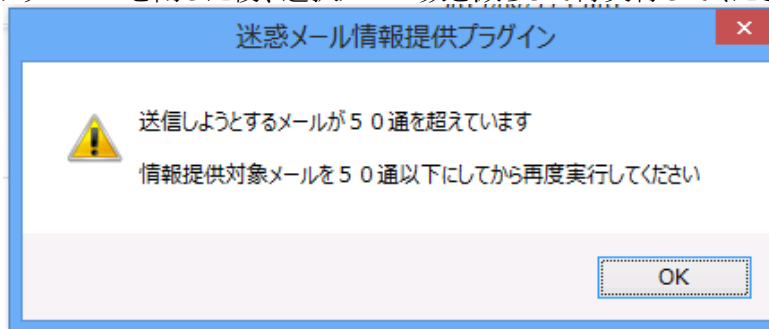 迷惑メール情報提供プラグイン
送信しようとするメールが５０通を超えています
情報提供対象メールを５０通以下にしてから再度実行してください
OK